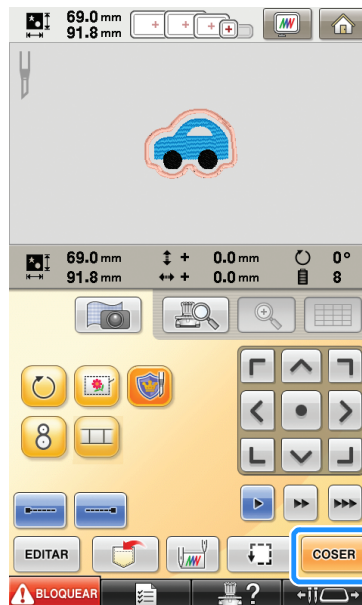 69.0 mm
91.8 mm
69.0 mm + 0.0 mm 0°
91.8 mm + 0.0 mm 8
8
EDITAR COSER
BLOQUEAR ?